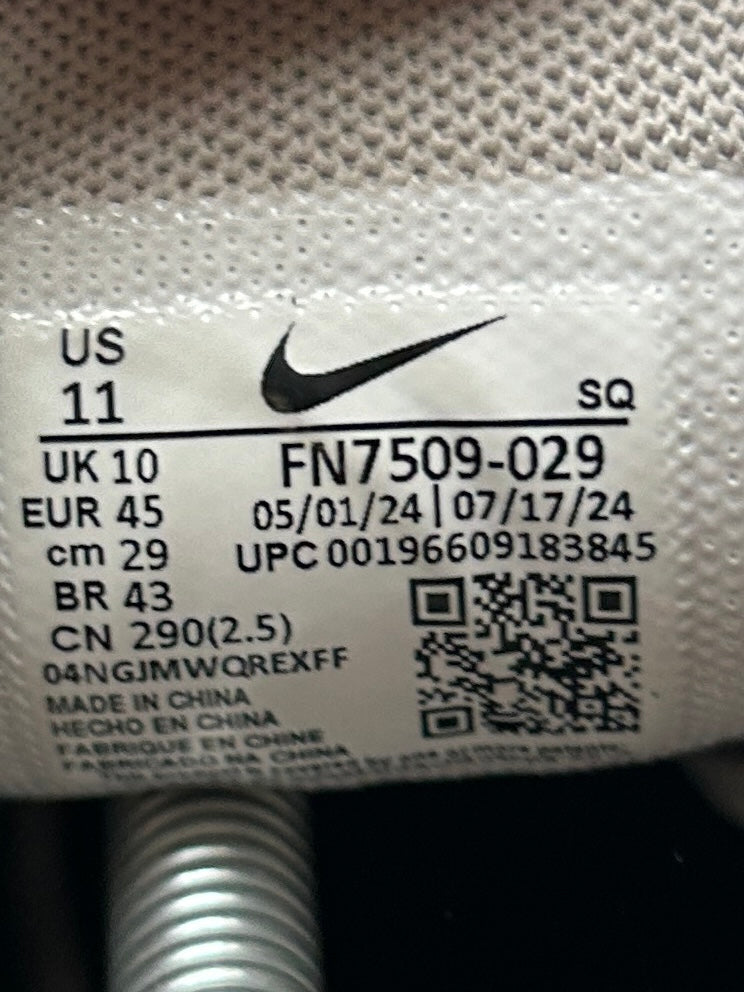 US
11
SQ
UK 10
FN7509-029
EUR 45
05/01/24 | 07/17/24
cm 29
UPC 00196609183845
BR 43
CN 290(2.5)
04NGJMWQREXFF
MADE IN CHINA
HECHO EN CHINA
FABRIQUE EN CHINE
FABRICADO NA CHINA